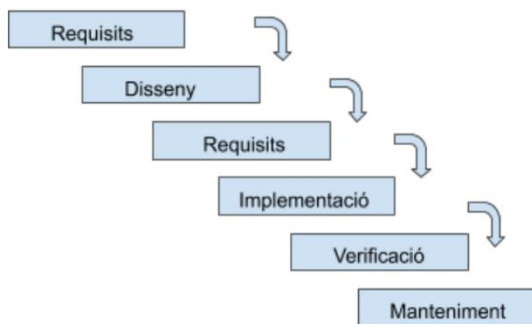 Requisits
Disseny
Requisits
Implementació
Verificació
Manteniment